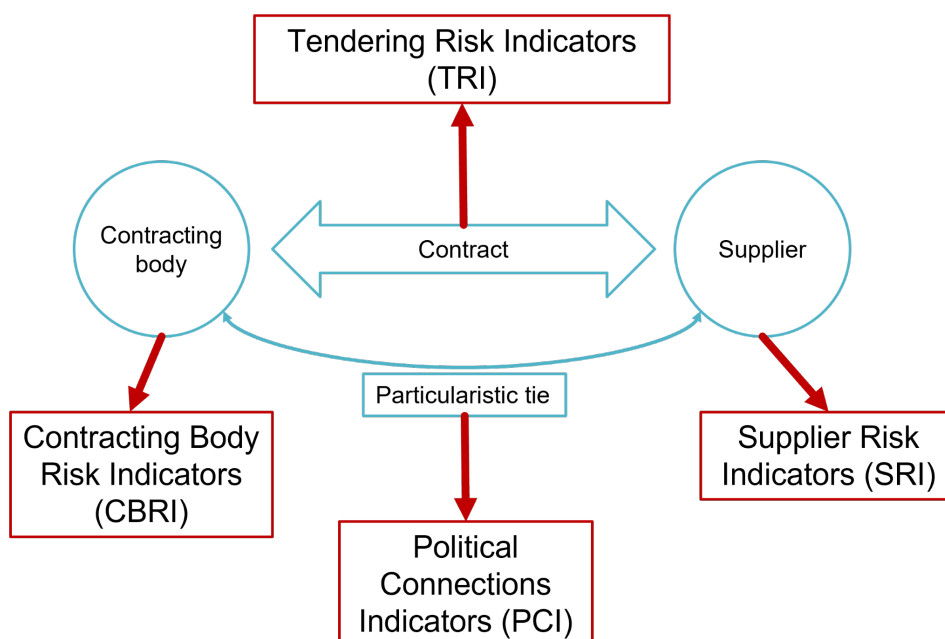 Tendering Risk Indicators
(TRI)
Contracting
body
Contract
Supplier
Particularistic tie
Contracting Body
Risk Indicators
(CBRI)
Supplier Risk
Indicators (SRI)
Political
Connections
Indicators (PCI)